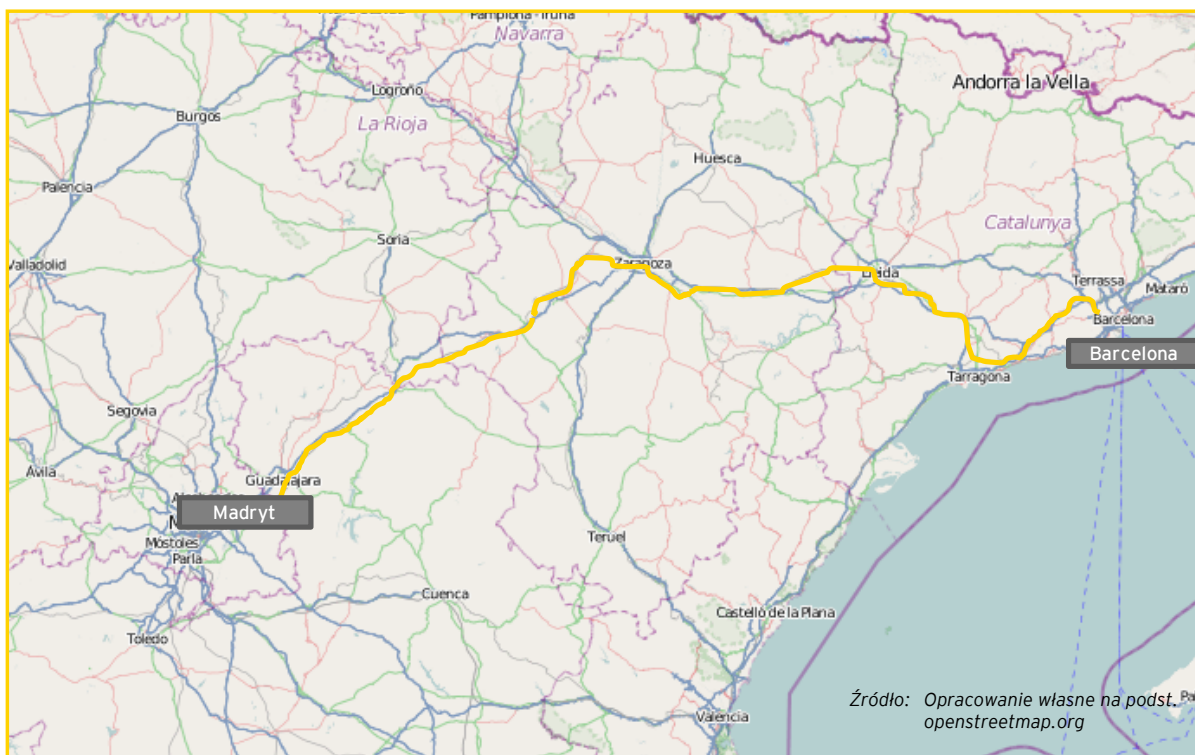 Pamplona - Iruña
Navarra
Andorra la Vella
Logroño
Burgos
La Rioja
Huesca
Palencia
Catalunya
Soria
Valladolid
Zaragoza
Lleida
Terrassa
Mataró
Barcelona
Barcelona
Tarragona
Segovia
Ávila
Guadalajara
Madryt
Móstoles
Parla
Teruel
Cuenca
Castelló de la Plana
Toledo
Źródło: Opracowanie własne na podst.
openstreetmap.org
València